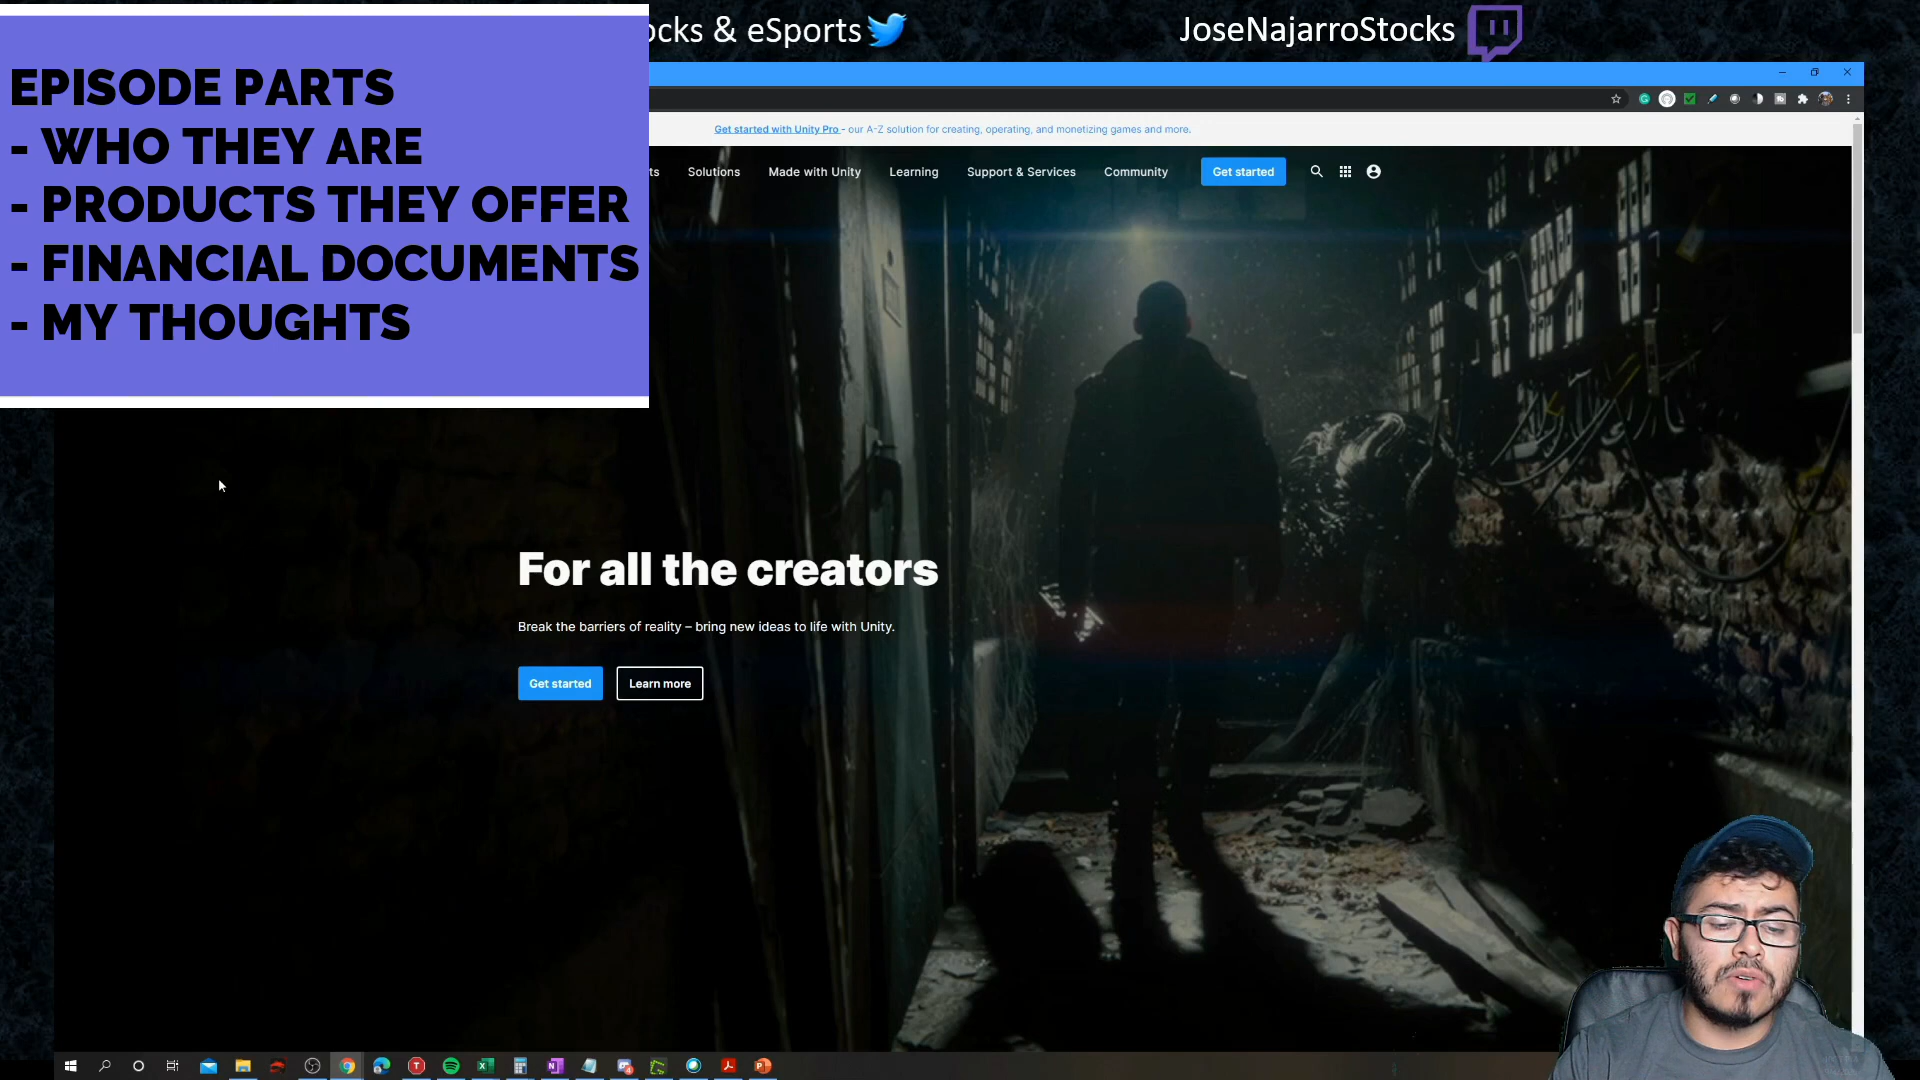 ocks & eSports
JoseNajarroStocks
EPISODE PARTS
- WHO THEY ARE
- PRODUCTS THEY OFFER
- FINANCIAL DOCUMENTS
- MY THOUGHTS
Get started with Unity Pro - our A-Z solution for creating, operating, and monetizing games and more.
ts Solutions Made with Unity Learning Support & Services Community Get started
For all the creators
Break the barriers of reality – bring new ideas to life with Unity.
Get started Learn more